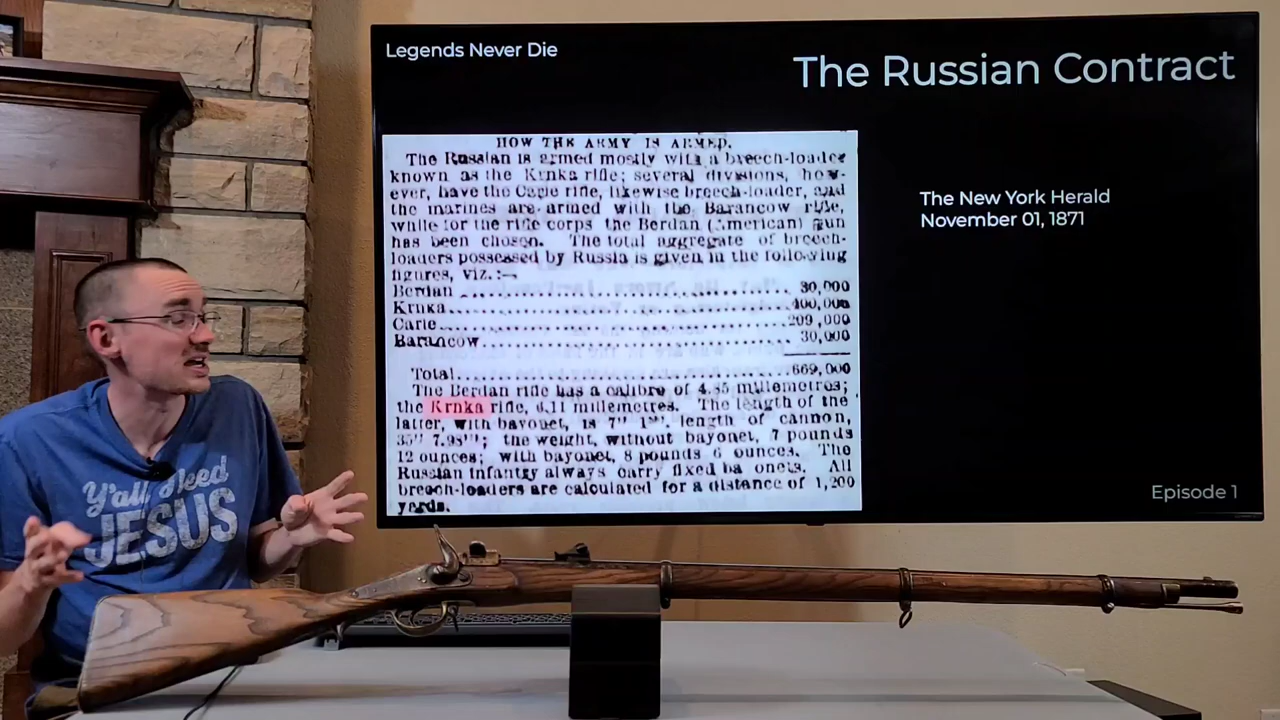 Legends Never Die
The Russian Contract
HOW THE ARMY IS ARMED.
The Russian is armed mostly with a breech-loader
known as the Krnka rifle; several divisions, how-
ever, have the Carle rifle, likewise breech-loader, and
the marines are armed with the Barancow rifle,
while for the rifle corps the Berdan (American) gun
has been chosen. The total aggregate of breech-
loaders possessed by Russia is given in the following
figures, viz.:—
Berdan .......................................... 30,000
Krnka............................................400,000
Carle.............................................209,000
Barancow...................................... 30,000
Total.........................................669,000
The Berdan rifle has a calibre of 4.35 millemetres;
the Krnka rifle, 6.11 millemetres. The length of the
latter, with bayonet, is 7'' 1'''. length of cannon,
35'' 7.98'''; the weight, without bayonet, 7 pounds
12 ounces; with bayonet, 8 pounds 6 ounces. The
Russian infantry always carry fixed ba onets. All
breech-loaders are calculated for a distance of 1,200
yards.
The New York Herald
November 01, 1871
Episode 1
Y'all Need
JESUS